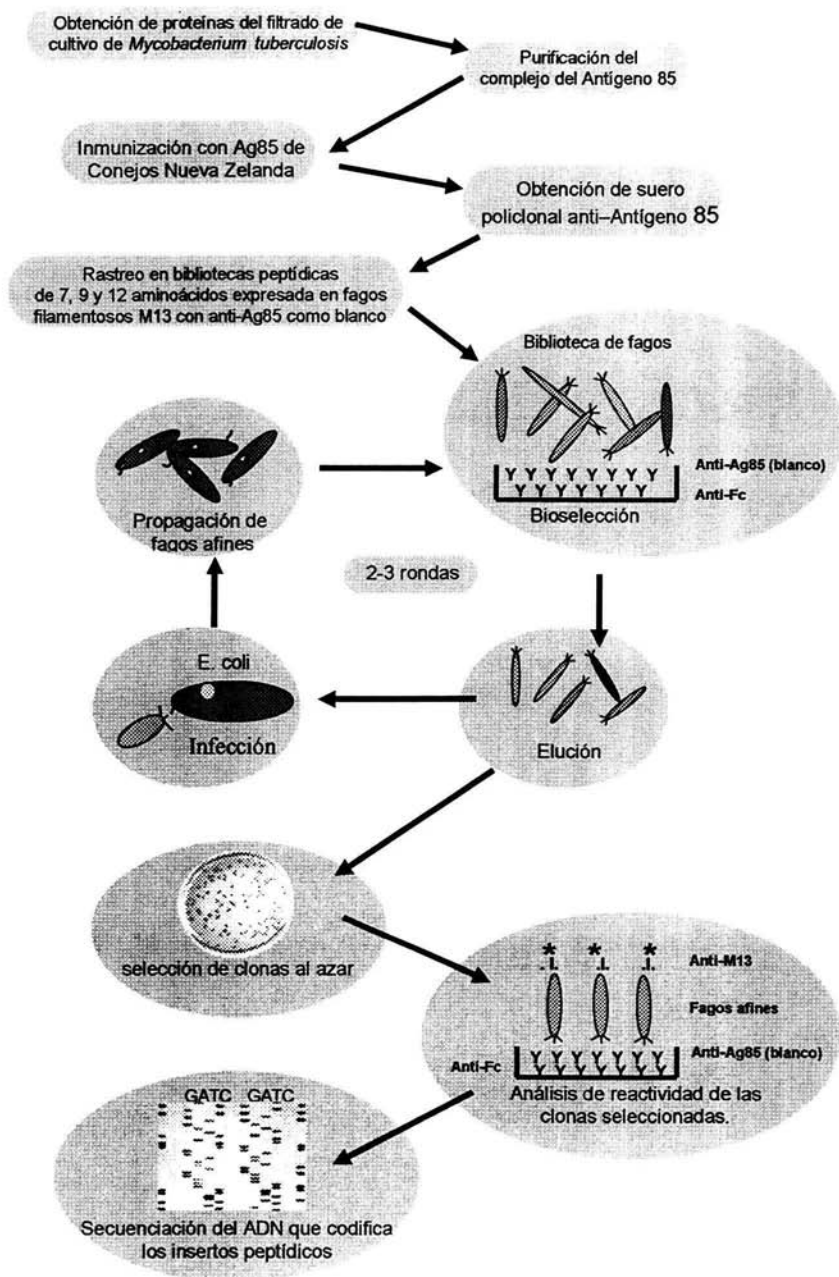 Obtención de proteínas del filtrado de
cultivo de Mycobacterium tuberculosis
Purificación del
complejo del Antígeno 85
Inmunización con Ag85 de
Conejos Nueva Zelanda
Obtención de suero
policlonal anti–Antígeno 85
Rastreo en bibliotecas peptídicas
de 7, 9 y 12 aminoácidos expresada en fagos
filamentosos M13 con anti-Ag85 como blanco
Biblioteca de fagos
Anti-Ag85 (blanco)
Anti-Fc
Bioselección
Propagación de
fagos afines
2-3 rondas
E. coli
Infección
Elución
selección de clonas al azar
Anti-M13
Fagos afines
Anti-Ag85 (blanco)
Anti-Fc
Análisis de reactividad de las
clonas seleccionadas.
GATC GATC
Secuenciación del ADN que codifica
los insertos peptídicos